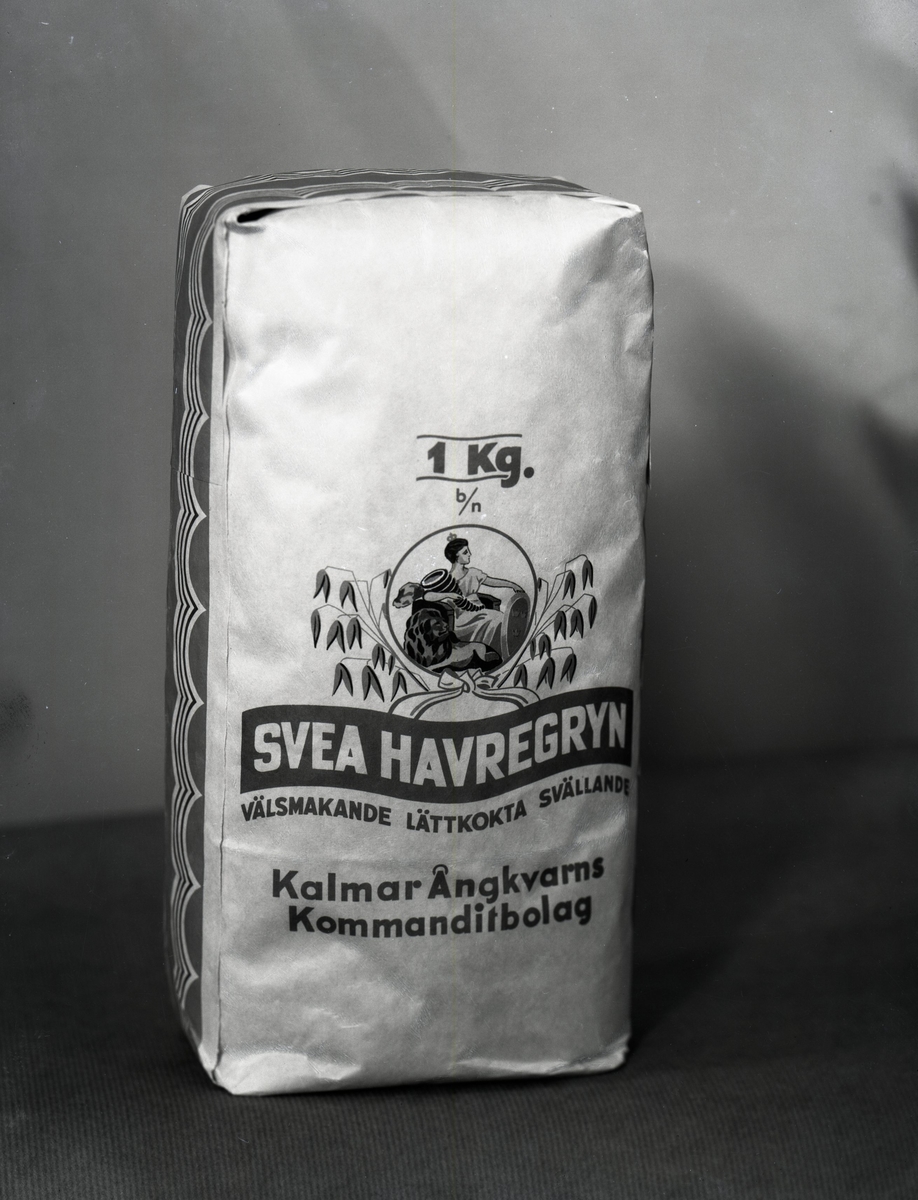 1 Kg.
b/n
SVEA HAVREGRYN
VÄLSMAKANDE LÄTTKOKTA SVÄLLANDE
Kalmar Ångkvarns
Kommanditbolag